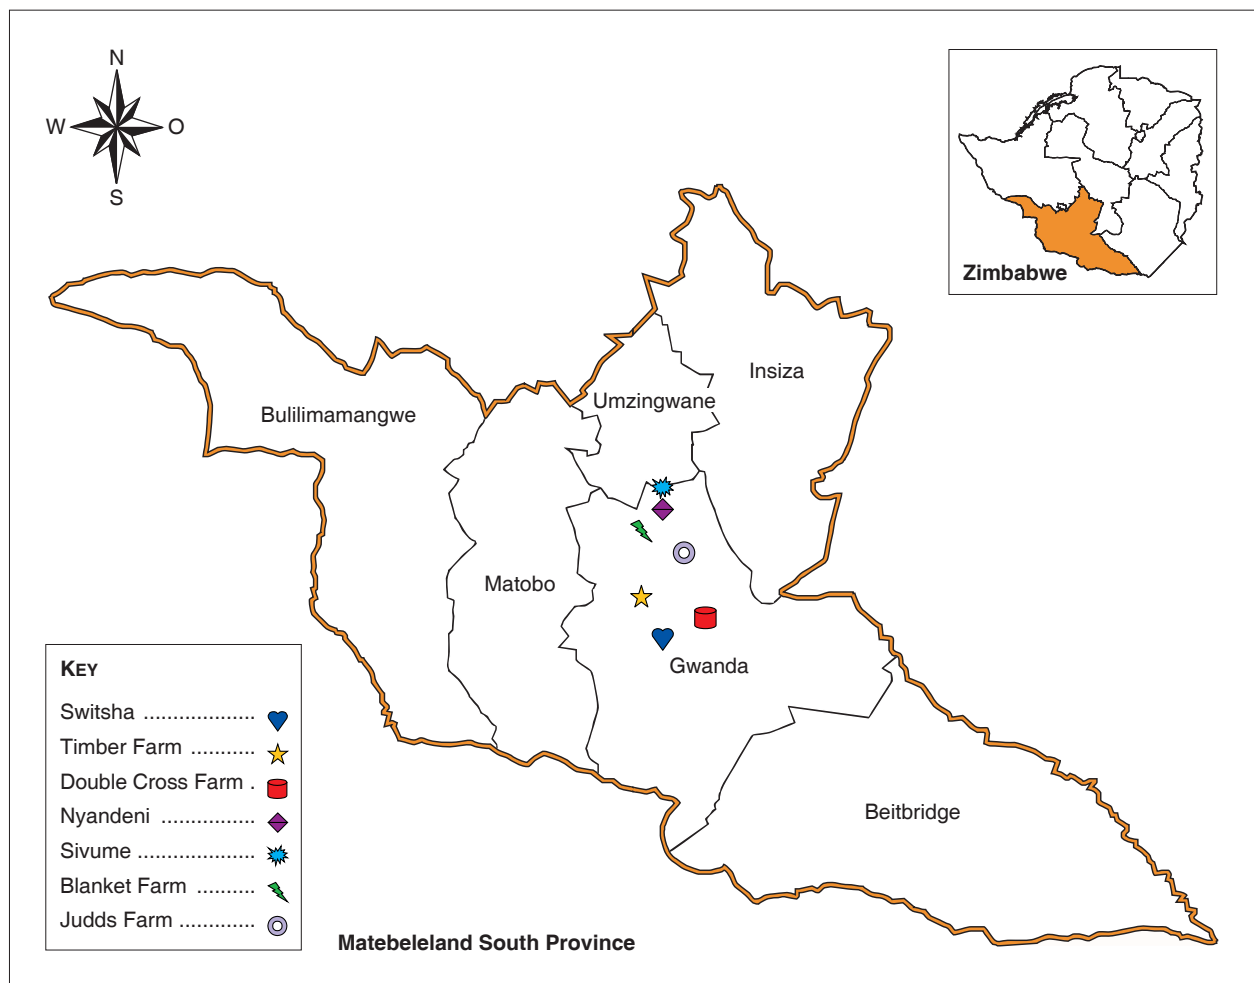 N
W O
S
Zimbabwe
Insiza
Umzingwane
Bulilimamangwe
Matobo
Gwanda
Beitbridge
KEY
Switsha ...................
Timber Farm ...........
Double Cross Farm .
Nyandeni ................
Sivume ....................
Blanket Farm ..........
Judds Farm .............
Matebeleland South Province